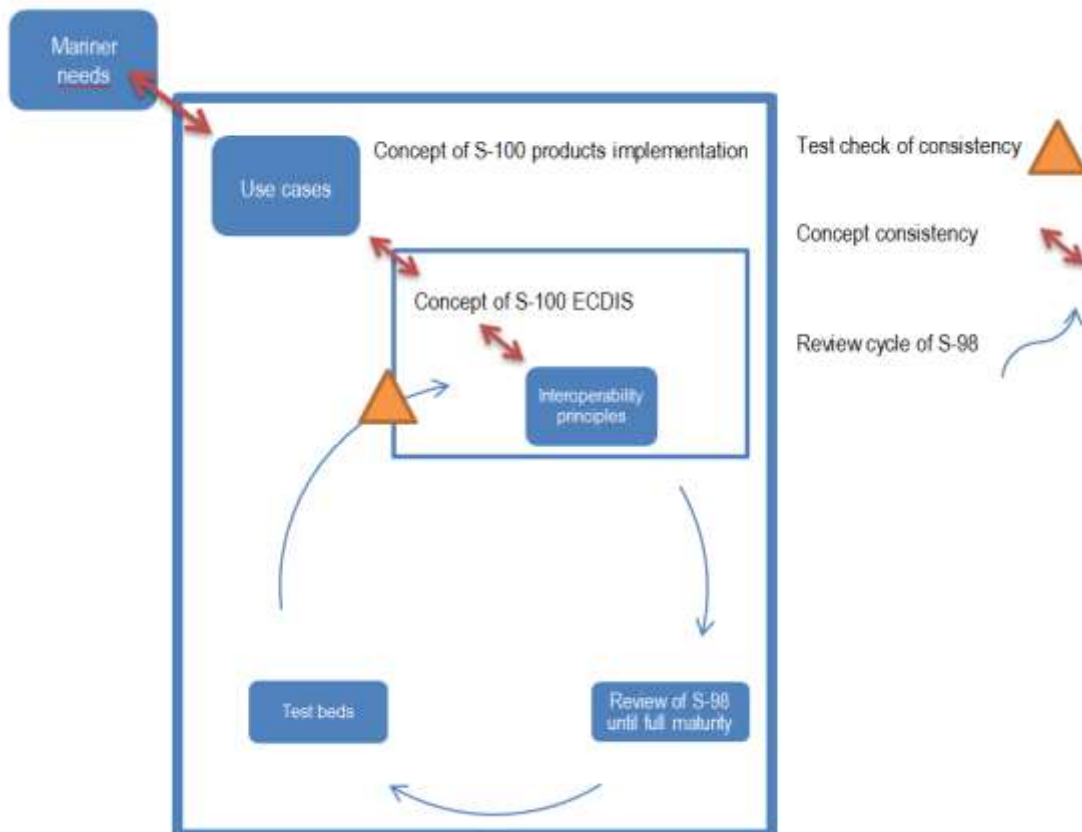 Mariner
needs
Concept of S-100 products implementation
Use cases
Test check of consistency
Concept consistency
Concept of S-100 ECDIS
Review cycle of S-98
Interoperability
principles
Test beds
Review of S-98
until full maturity